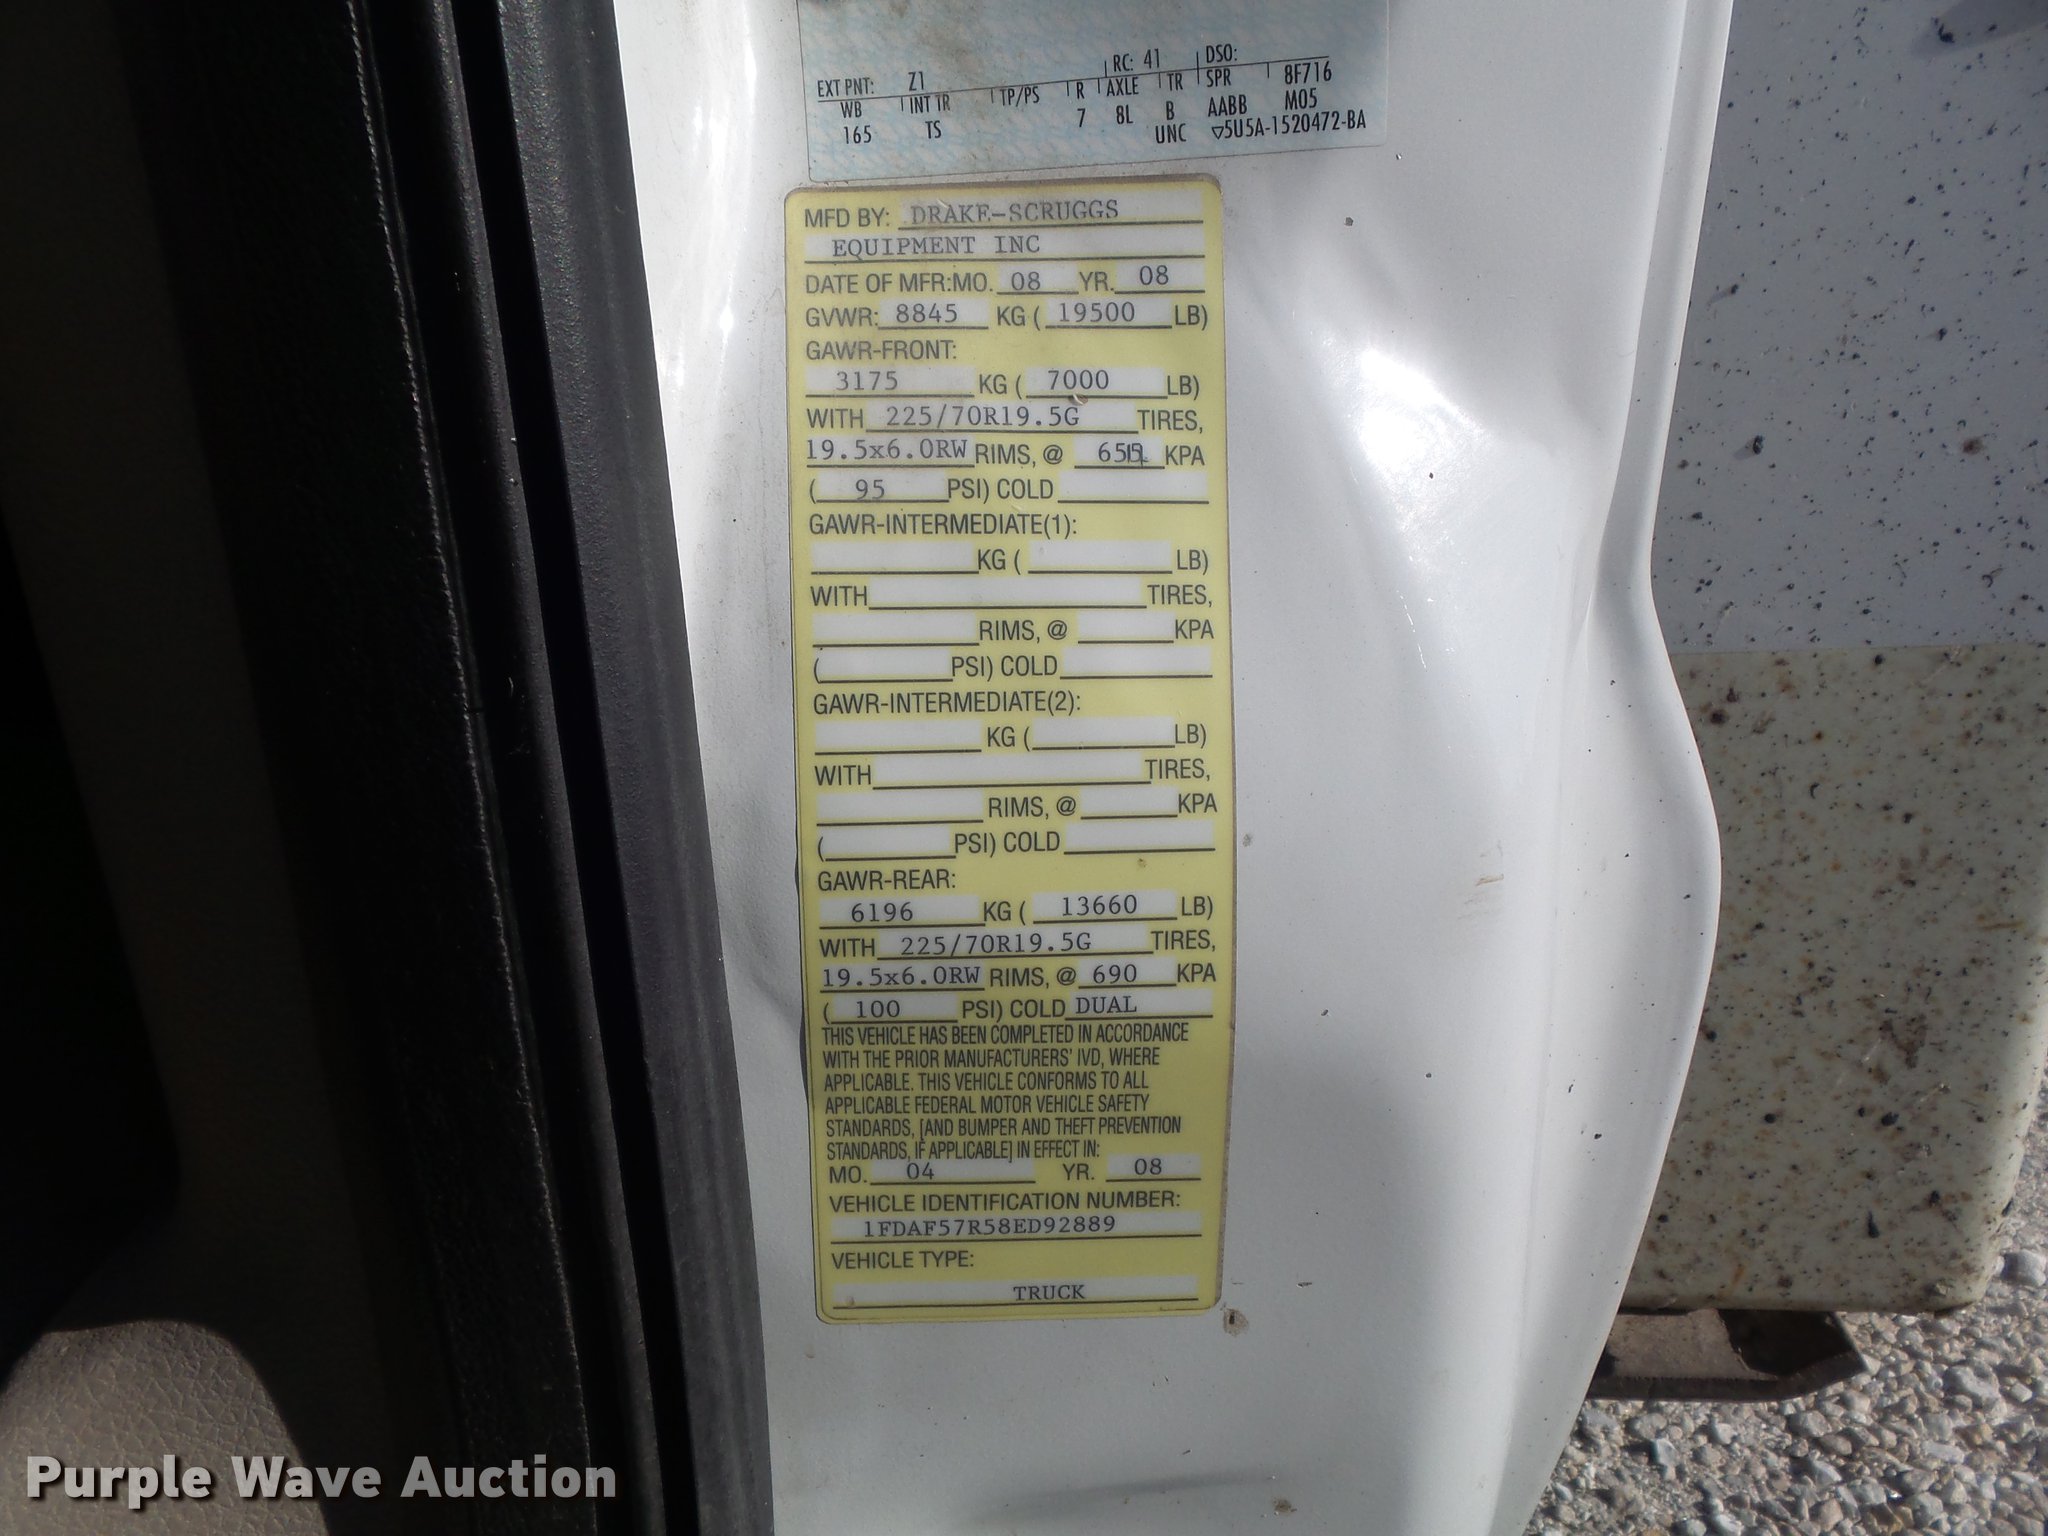 RC: 41 DSO:
EXT PNT: Z1 8F716
WB INT TR TP/PS R AXLE TR SPR
165 TS 7 8L B AABB M05
UNC ▽5U5A-1520472-BA
MFD BY: DRAKE-SCRUGGS
EQUIPMENT INC
DATE OF MFR:MO. 08 YR. 08
GVWR: 8845 KG ( 19500 LB)
GAWR-FRONT:
3175 KG ( 7000 LB)
WITH 225/70R19.5G TIRES,
19.5x6.0RW RIMS, @ KPA
( 95 PSI) COLD
GAWR-INTERMEDIATE(1):
KG ( LB)
WITH TIRES,
RIMS, @ KPA
( PSI) COLD
GAWR-INTERMEDIATE(2):
KG ( LB)
WITH TIRES,
RIMS, @ KPA
( PSI) COLD
GAWR-REAR:
6196 KG ( 13660 LB)
WITH 225/70R19.5G TIRES,
19.5x6.0RW RIMS, @ 690 KPA
( 100 PSI) COLD DUAL
THIS VEHICLE HAS BEEN COMPLETED IN ACCORDANCE
WITH THE PRIOR MANUFACTURERS' IVD, WHERE
APPLICABLE. THIS VEHICLE CONFORMS TO ALL
APPLICABLE FEDERAL MOTOR VEHICLE SAFETY
STANDARDS, [AND BUMPER AND THEFT PREVENTION
STANDARDS, IF APPLICABLE] IN EFFECT IN:
MO. 04 YR. 08
VEHICLE IDENTIFICATION NUMBER:
1FDAF57R58ED92889
VEHICLE TYPE:
TRUCK
Purple Wave Auction